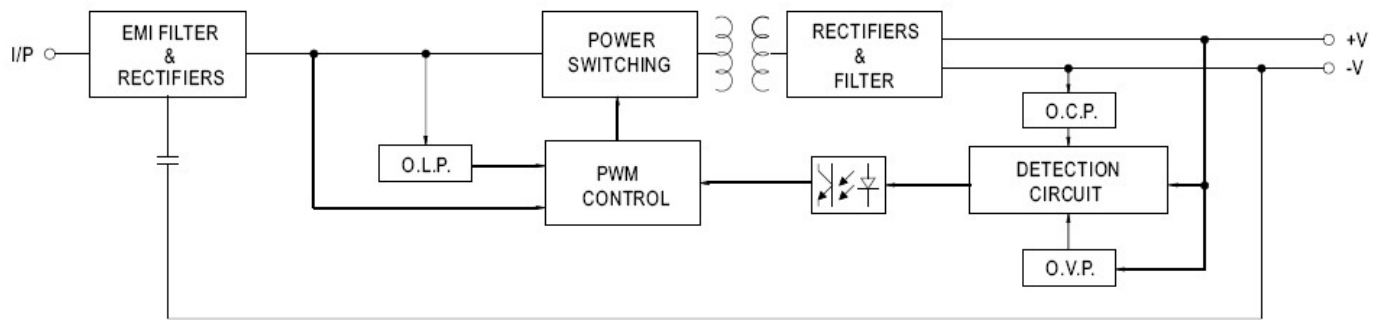 I/P
EMI FILTER
&
RECTIFIERS
POWER
SWITCHING
RECTIFIERS
&
FILTER
+V
-V
O.C.P.
O.L.P.
PWM
CONTROL
DETECTION
CIRCUIT
O.V.P.